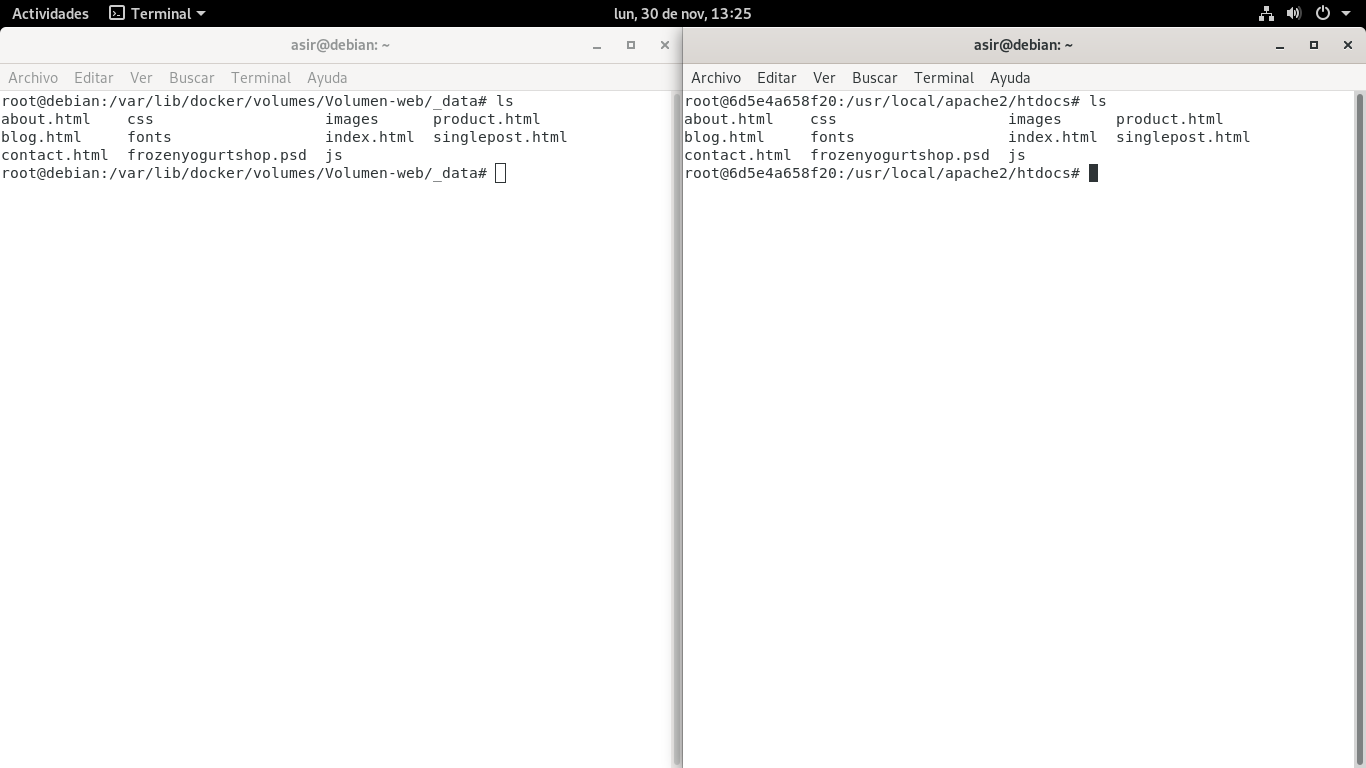 Actividades Terminal lun, 30 de nov, 13:25
asir@debian: ~
Archivo Editar Ver Buscar Terminal Ayuda
root@debian:/var/lib/docker/volumes/Volumen-web/_data# ls
about.html css images product.html
blog.html fonts index.html singlepost.html
contact.html frozenyogurtshop.psd js
root@debian:/var/lib/docker/volumes/Volumen-web/_data#
asir@debian: ~
Archivo Editar Ver Buscar Terminal Ayuda
root@6d5e4a658f20:/usr/local/apache2/htdocs# ls
about.html css images product.html
blog.html fonts index.html singlepost.html
contact.html frozenyogurtshop.psd js
root@6d5e4a658f20:/usr/local/apache2/htdocs#